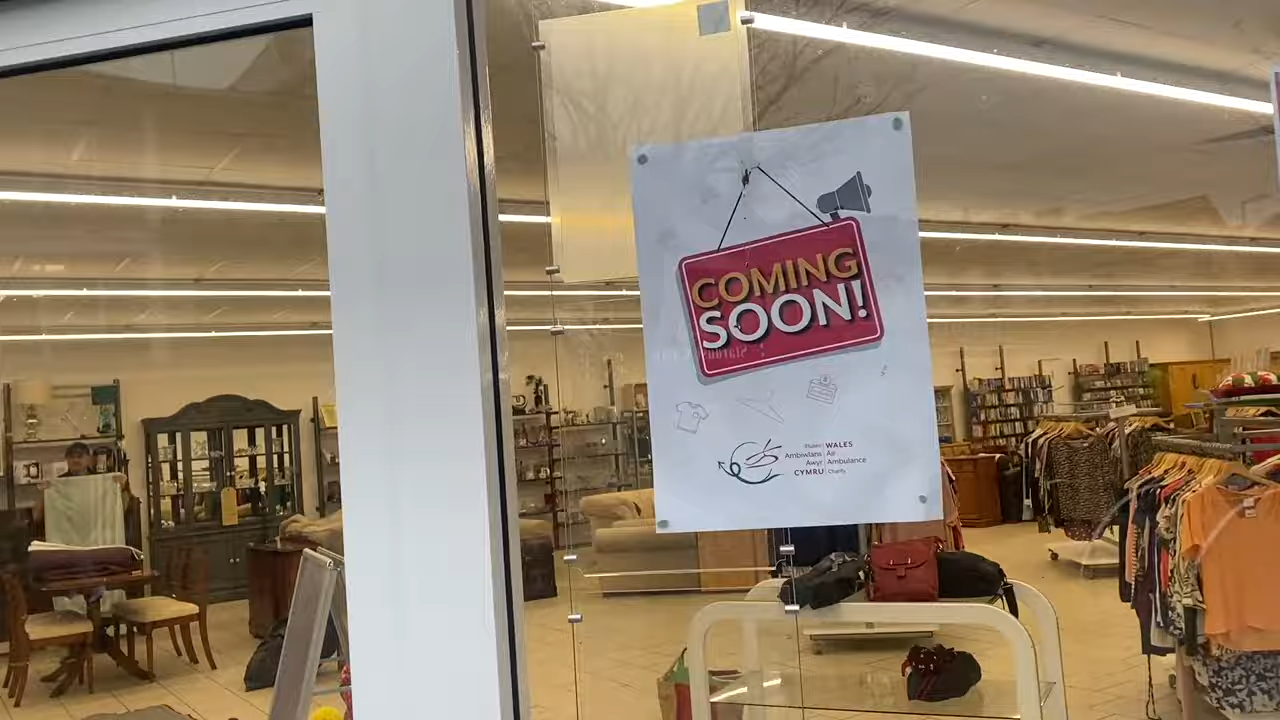 COMING
SOON!
WALES
Ambiwlans Air
Awyr Ambulance
CYMRU Charity